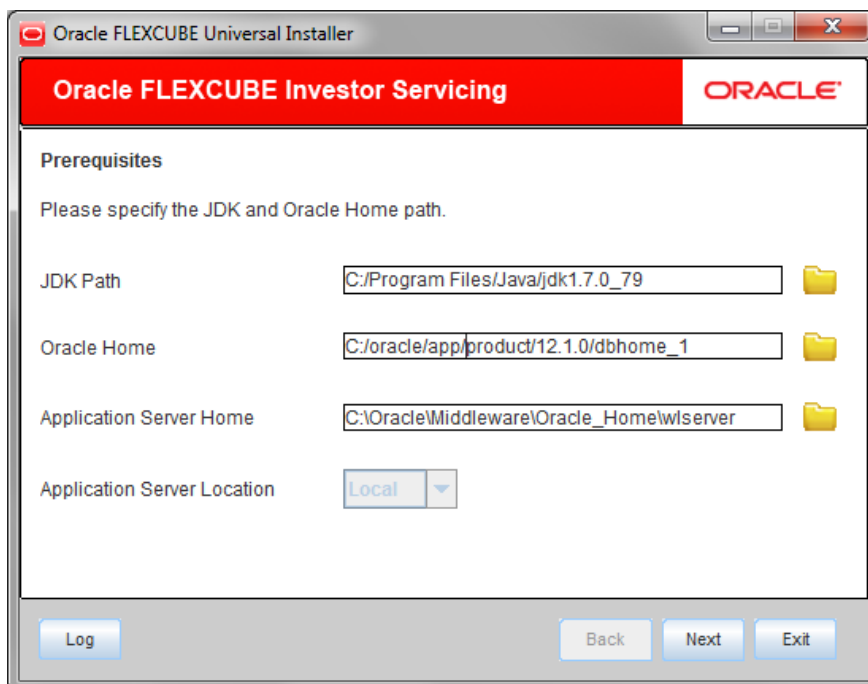 Oracle FLEXCUBE Universal Installer
Oracle FLEXCUBE Investor Servicing
ORACLE
Prerequisites
Please specify the JDK and Oracle Home path.
JDK Path
C:/Program Files/Java/jdk1.7.0_79
Oracle Home
C:/oracle/app/product/12.1.0/dbhome_1
Application Server Home
C:\Oracle\Middleware\Oracle_Home\wlserver
Application Server Location
Local
Log
Back
Next
Exit